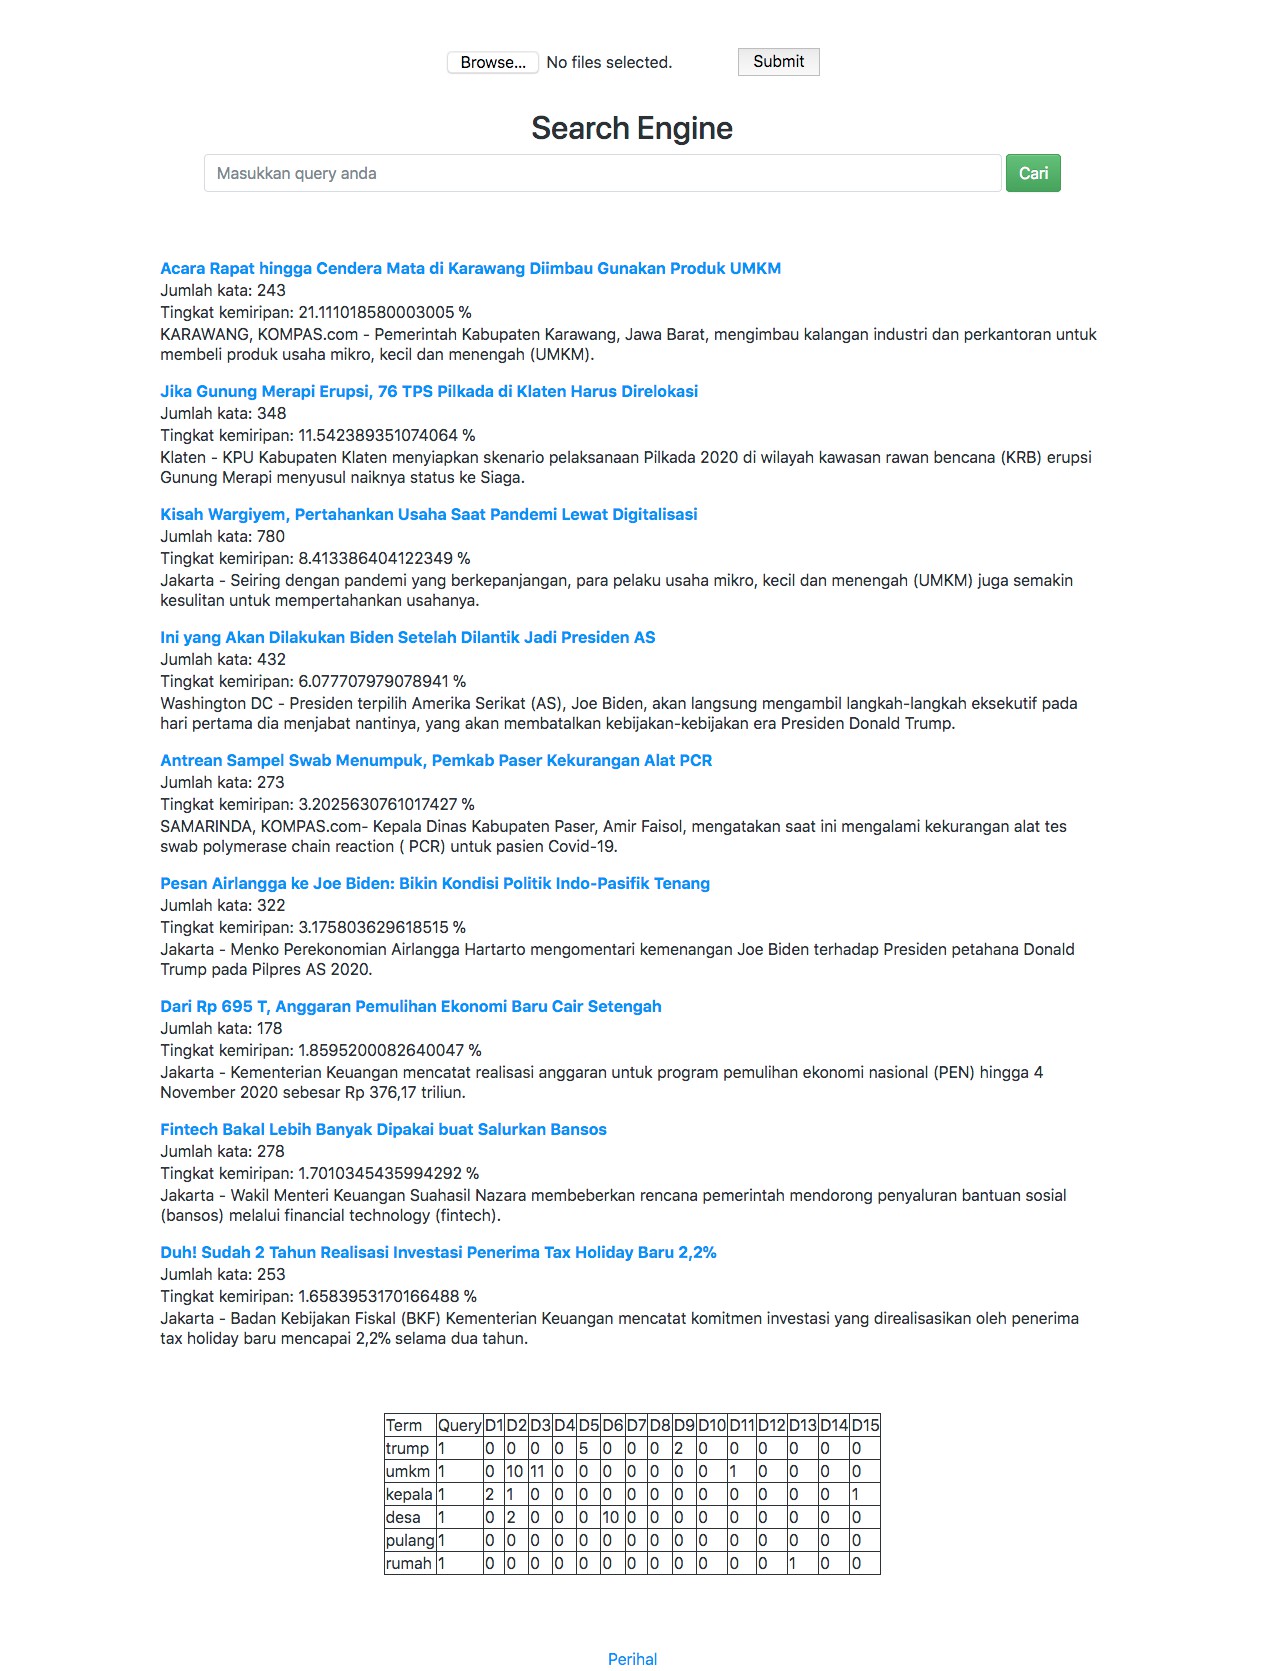 Browse... No files selected. Submit
Search Engine
Masukkan query anda Cari
Acara Rapat hingga Cendera Mata di Karawang Diimbau Gunakan Produk UMKM
Jumlah kata: 243
Tingkat kemiripan: 21.111018580003005 %
KARAWANG, KOMPAS.com - Pemerintah Kabupaten Karawang, Jawa Barat, mengimbau kalangan industri dan perkantoran untuk
membeli produk usaha mikro, kecil dan menengah (UMKM).
Jika Gunung Merapi Erupsi, 76 TPS Pilkada di Klaten Harus Direlokasi
Jumlah kata: 348
Tingkat kemiripan: 11.542389351074064 %
Klaten - KPU Kabupaten Klaten menyiapkan skenario pelaksanaan Pilkada 2020 di wilayah kawasan rawan bencana (KRB) erupsi
Gunung Merapi menyusul naiknya status ke Siaga.
Kisah Wargiyem, Pertahankan Usaha Saat Pandemi Lewat Digitalisasi
Jumlah kata: 780
Tingkat kemiripan: 8.413386404122349 %
Jakarta - Seiring dengan pandemi yang berkepanjangan, para pelaku usaha mikro, kecil dan menengah (UMKM) juga semakin
kesulitan untuk mempertahankan usahanya.
Ini yang Akan Dilakukan Biden Setelah Dilantik Jadi Presiden AS
Jumlah kata: 432
Tingkat kemiripan: 6.077707979078941 %
Washington DC - Presiden terpilih Amerika Serikat (AS), Joe Biden, akan langsung mengambil langkah-langkah eksekutif pada
hari pertama dia menjabat nantinya, yang akan membatalkan kebijakan-kebijakan era Presiden Donald Trump.
Antrean Sampel Swab Menumpuk, Pemkab Paser Kekurangan Alat PCR
Jumlah kata: 273
Tingkat kemiripan: 3.2025630761017427 %
SAMARINDA, KOMPAS.com- Kepala Dinas Kabupaten Paser, Amir Faisol, mengatakan saat ini mengalami kekurangan alat tes
swab polymerase chain reaction ( PCR) untuk pasien Covid-19.
Pesan Airlangga ke Joe Biden: Bikin Kondisi Politik Indo-Pasifik Tenang
Jumlah kata: 322
Tingkat kemiripan: 3.175803629618515 %
Jakarta - Menko Perekonomian Airlangga Hartarto mengomentari kemenangan Joe Biden terhadap Presiden petahana Donald
Trump pada Pilpres AS 2020.
Dari Rp 695 T, Anggaran Pemulihan Ekonomi Baru Cair Setengah
Jumlah kata: 178
Tingkat kemiripan: 1.8595200082640047 %
Jakarta - Kementerian Keuangan mencatat realisasi anggaran untuk program pemulihan ekonomi nasional (PEN) hingga 4
November 2020 sebesar Rp 376,17 triliun.
Fintech Bakal Lebih Banyak Dipakai buat Salurkan Bansos
Jumlah kata: 278
Tingkat kemiripan: 1.7010345435994292 %
Jakarta - Wakil Menteri Keuangan Suahasil Nazara membeberkan rencana pemerintah mendorong penyaluran bantuan sosial
(bansos) melalui financial technology (fintech).
Duh! Sudah 2 Tahun Realisasi Investasi Penerima Tax Holiday Baru 2,2%
Jumlah kata: 253
Tingkat kemiripan: 1.6583953170166488 %
Jakarta - Badan Kebijakan Fiskal (BKF) Kementerian Keuangan mencatat komitmen investasi yang direalisasikan oleh penerima
tax holiday baru mencapai 2,2% selama dua tahun.
Term Query D1 D2 D3 D4 D5 D6 D7 D8 D9 D10 D11 D12 D13 D14 D15
trump 1 0 0 0 0 5 0 0 0 2 0 0 0 0 0 0
umkm 1 0 10 11 0 0 0 0 0 0 0 1 0 0 0 0
kepala 1 2 1 0 0 0 0 0 0 0 0 0 0 0 0 1
desa 1 0 2 0 0 0 10 0 0 0 0 0 0 0 0 0
pulang 1 0 0 0 0 0 0 0 0 0 0 0 0 0 0 0
rumah 1 0 0 0 0 0 0 0 0 0 0 0 0 1 0 0
Perihal